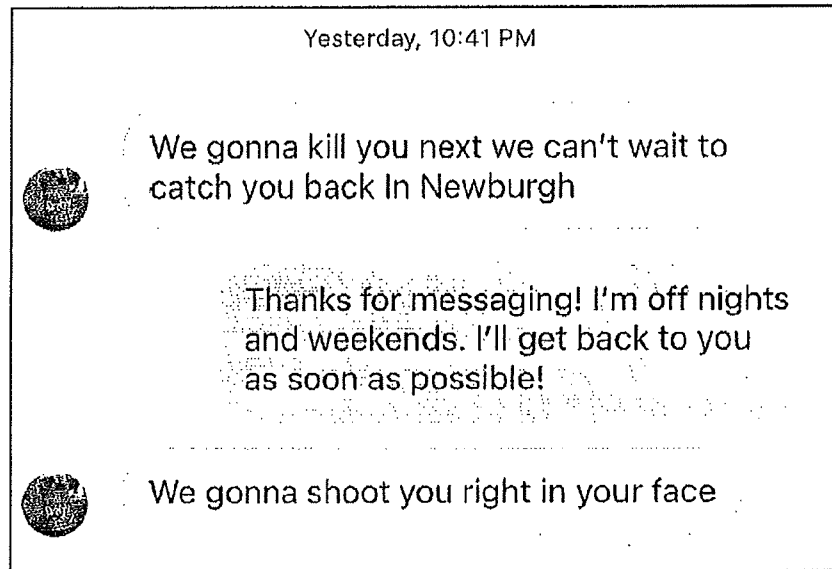 Yesterday, 10:41 PM
We gonna kill you next we can't wait to
catch you back In Newburgh
Thanks for messaging! I'm off nights
and weekends. I'll get back to you
as soon as possible!
We gonna shoot you right in your face